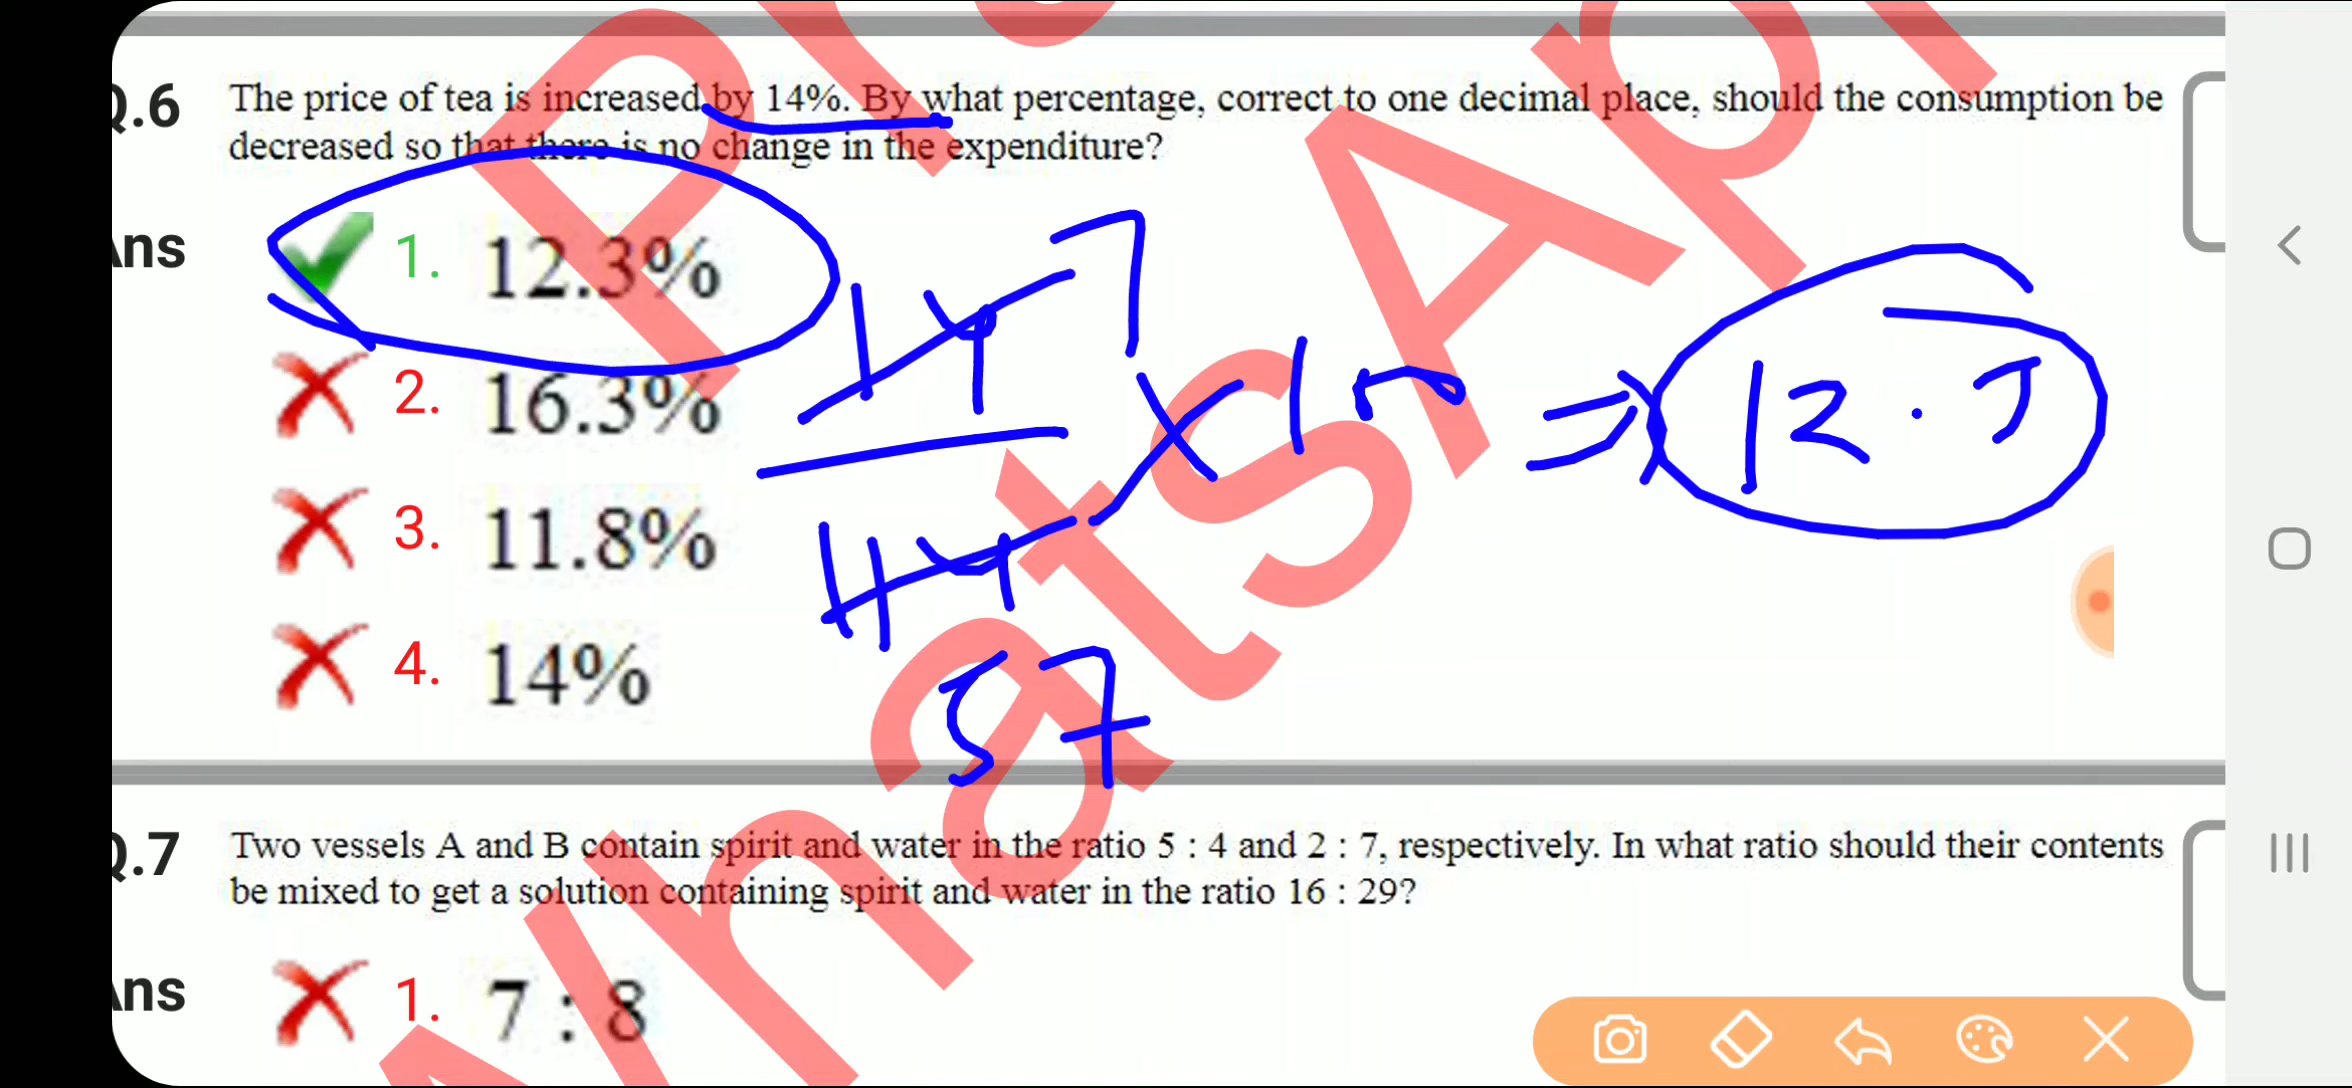 Q.6 The price of tea is increased by 14%. By what percentage, correct to one decimal place, should the consumption be
decreased so that there is no change in the expenditure?
Ans 1. 12.3%
2. 16.3%
3. 11.8%
4. 14%
14 7
114
57
× 100 ⇒ 12.3
Q.7 Two vessels A and B contain spirit and water in the ratio 5 : 4 and 2 : 7, respectively. In what ratio should their contents
be mixed to get a solution containing spirit and water in the ratio 16 : 29?
Ans 1. 7 : 8
WhatsAp